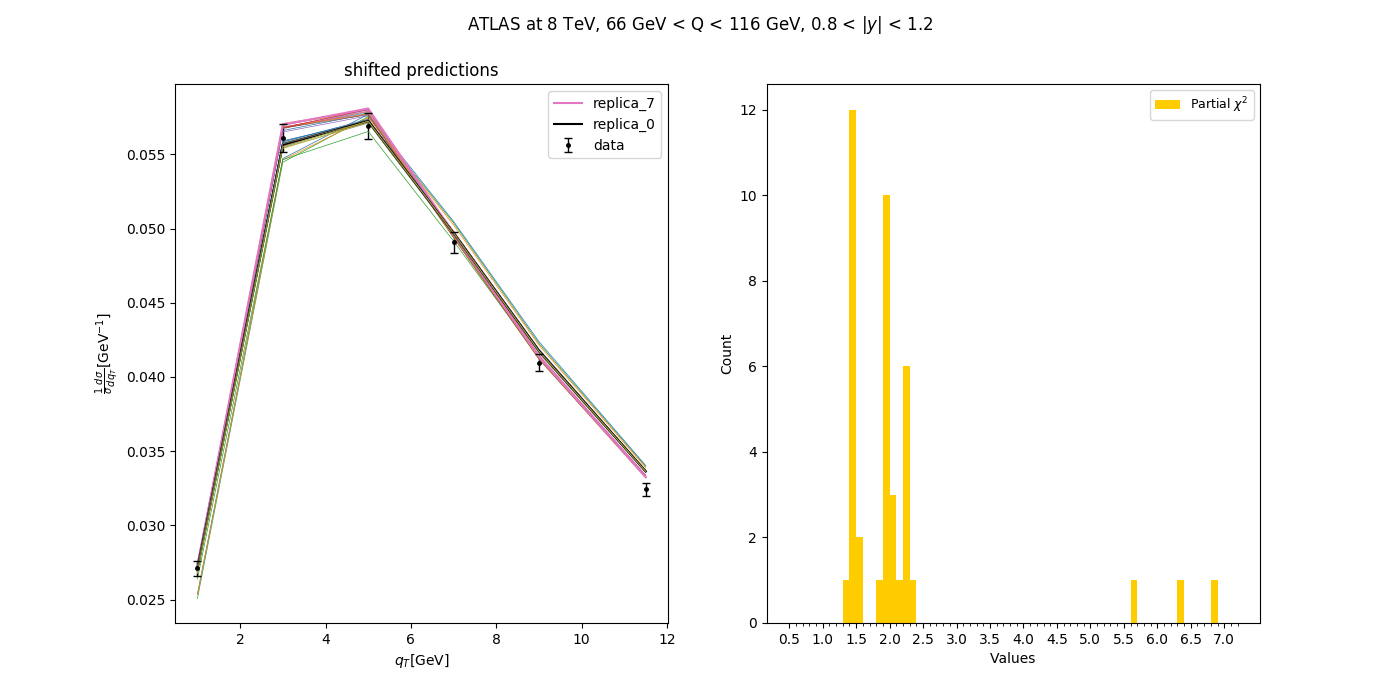 ATLAS at 8 TeV, 66 GeV < Q < 116 GeV, 0.8 < |y| < 1.2
shifted predictions
replica_7
replica_0
data
0.055
0.050
0.045
0.040
0.035
0.030
0.025
1/σ dσ/dq_T [GeV⁻¹]
2 4 6 8 10 12
q_T[GeV]
Partial χ²
12
10
8
6
4
2
0
Count
0.5 1.0 1.5 2.0 2.5 3.0 3.5 4.0 4.5 5.0 5.5 6.0 6.5 7.0
Values